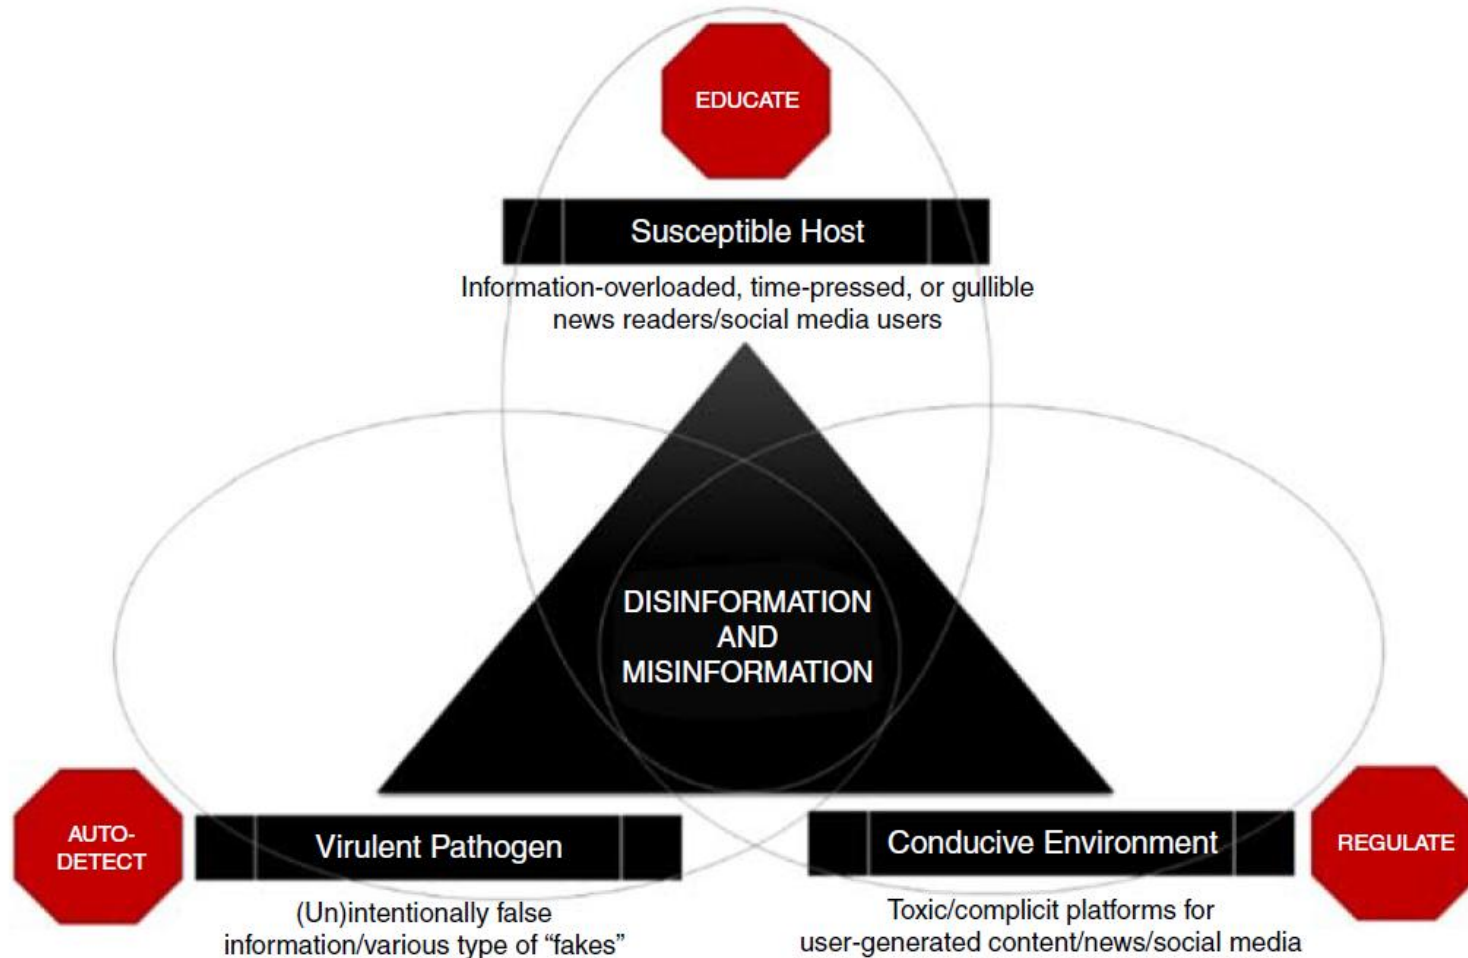 EDUCATE
Susceptible Host
Information-overloaded, time-pressed, or gullible
news readers/social media users
DISINFORMATION
AND
MISINFORMATION
AUTO-
DETECT
Virulent Pathogen
(Un)intentionally false
information/various type of “fakes”
Conducive Environment
REGULATE
Toxic/complicit platforms for
user-generated content/news/social media